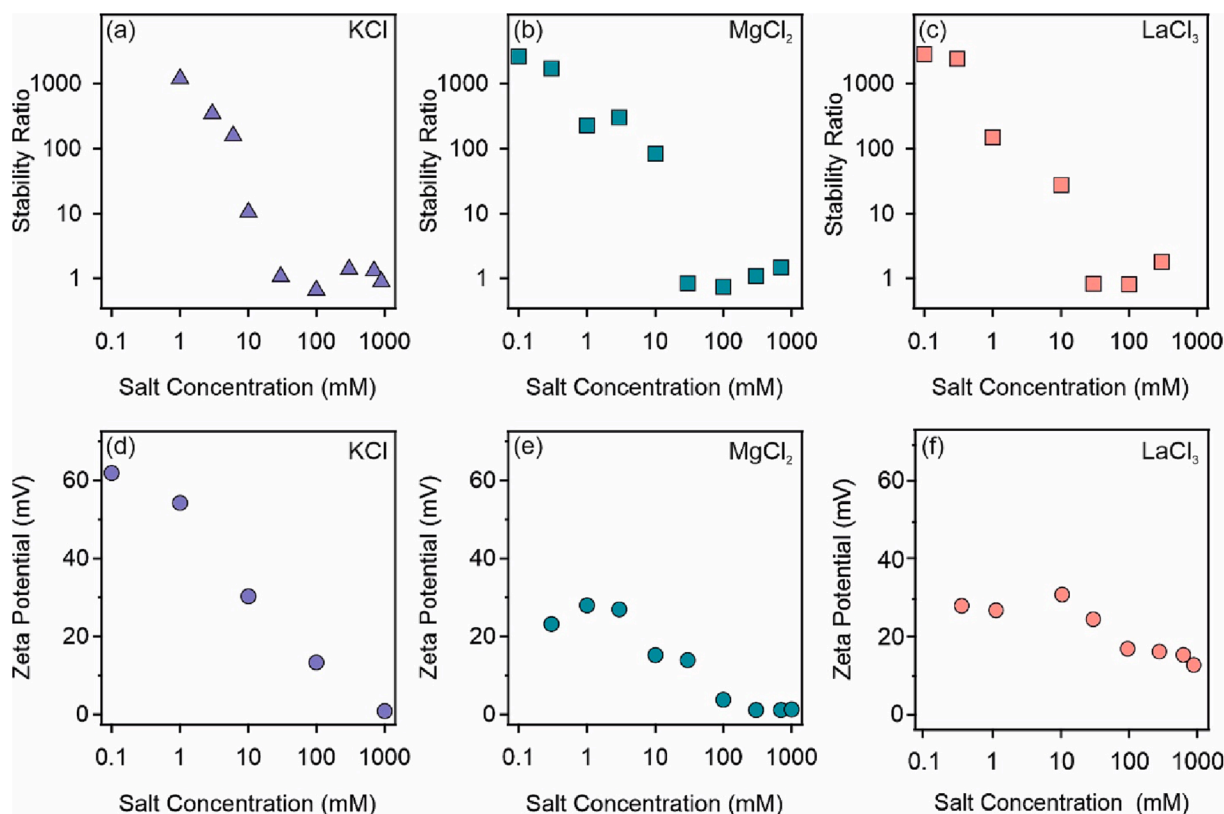 (a) KCl
Stability Ratio
1000
100
10
1
0.1 1 10 100 1000
Salt Concentration (mM)
(b) MgCl₂
Stability Ratio
1000
100
10
1
0.1 1 10 100 1000
Salt Concentration (mM)
(c) LaCl₃
Stability Ratio
1000
100
10
1
0.1 1 10 100 1000
Salt Concentration (mM)
(d) KCl
Zeta Potential (mV)
60
40
20
0
0.1 1 10 100 1000
Salt Concentration (mM)
(e) MgCl₂
Zeta Potential (mV)
60
40
20
0
0.1 1 10 100 1000
Salt Concentration (mM)
(f) LaCl₃
Zeta Potential (mV)
60
40
20
0
0.1 1 10 100 1000
Salt Concentration (mM)